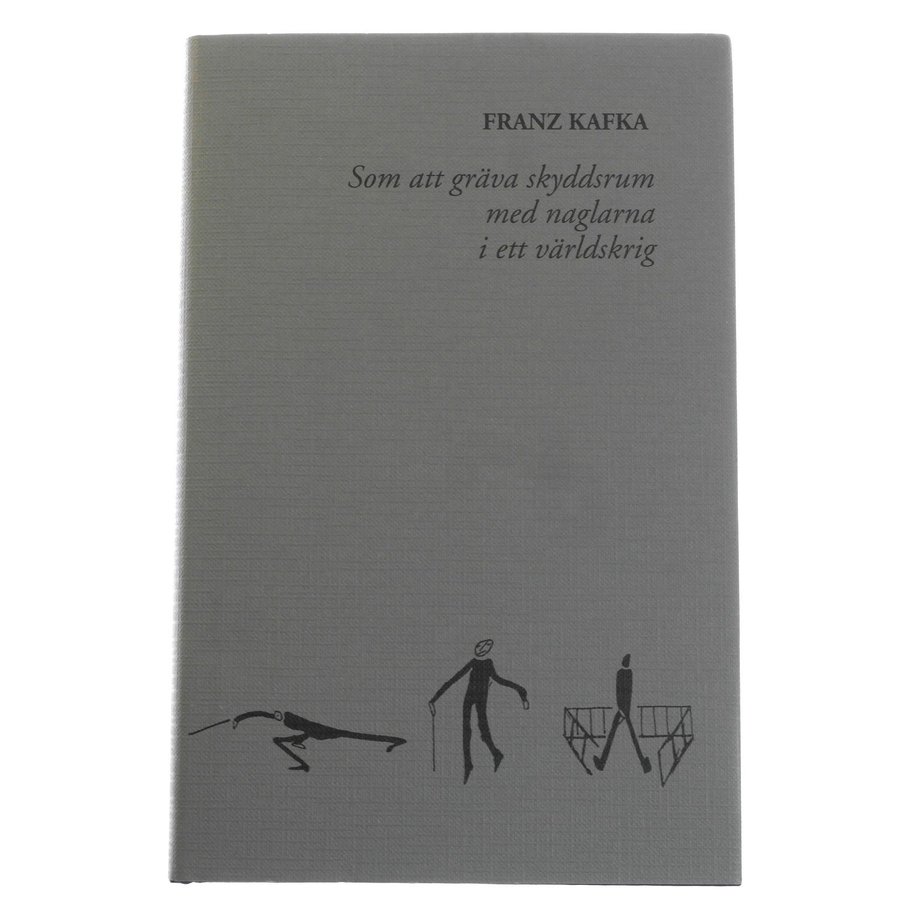 FRANZ KAFKA
Som att gräva skyddsrum
med naglarna
i ett världskrig